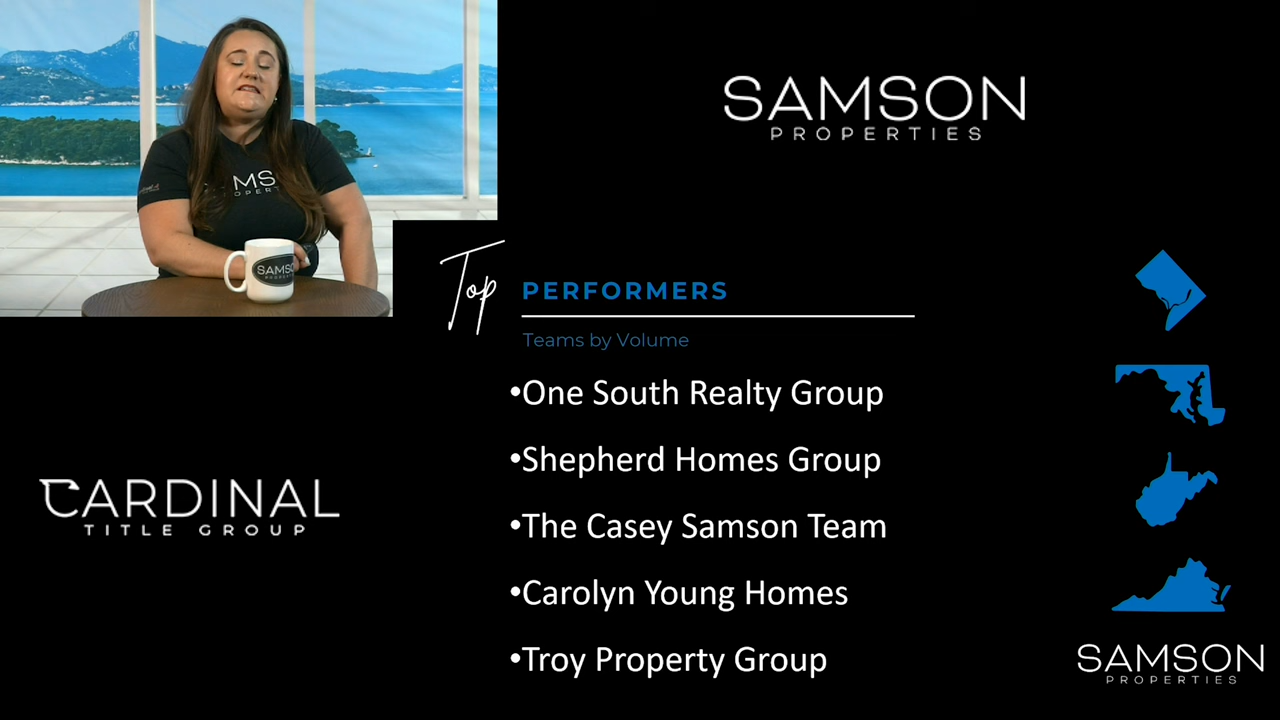 SAMSON
PROPERTIES
Top
PERFORMERS
Teams by Volume
•One South Realty Group
•Shepherd Homes Group
•The Casey Samson Team
•Carolyn Young Homes
•Troy Property Group
CARDINAL
TITLE GROUP
SAMSON
PROPERTIES